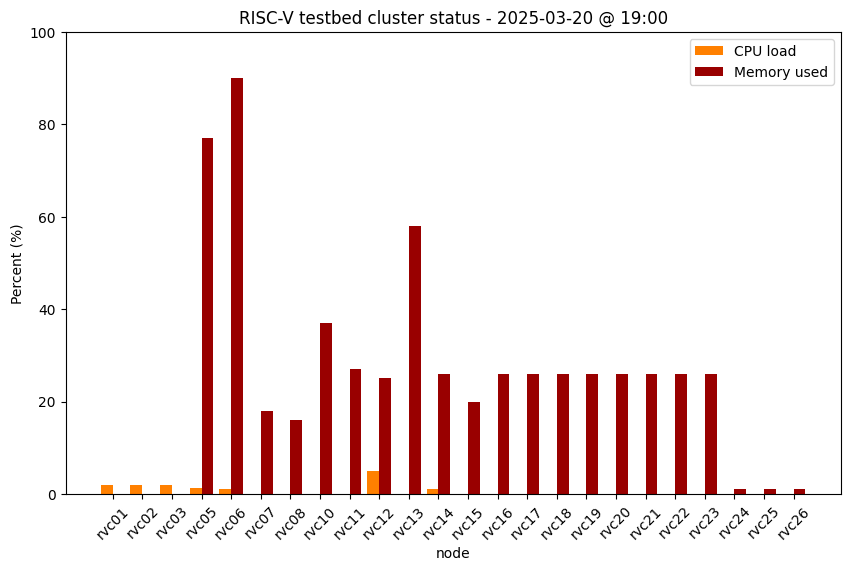 RISC-V testbed cluster status - 2025-03-20 @ 19:00
CPU load
Memory used
Percent (%)
100
80
60
40
20
0
rvc01
rvc02
rvc03
rvc05
rvc06
rvc07
rvc08
rvc10
rvc11
rvc12
rvc13
rvc14
rvc15
rvc16
rvc17
rvc18
rvc19
rvc20
rvc21
rvc22
rvc23
rvc24
rvc25
rvc26
node